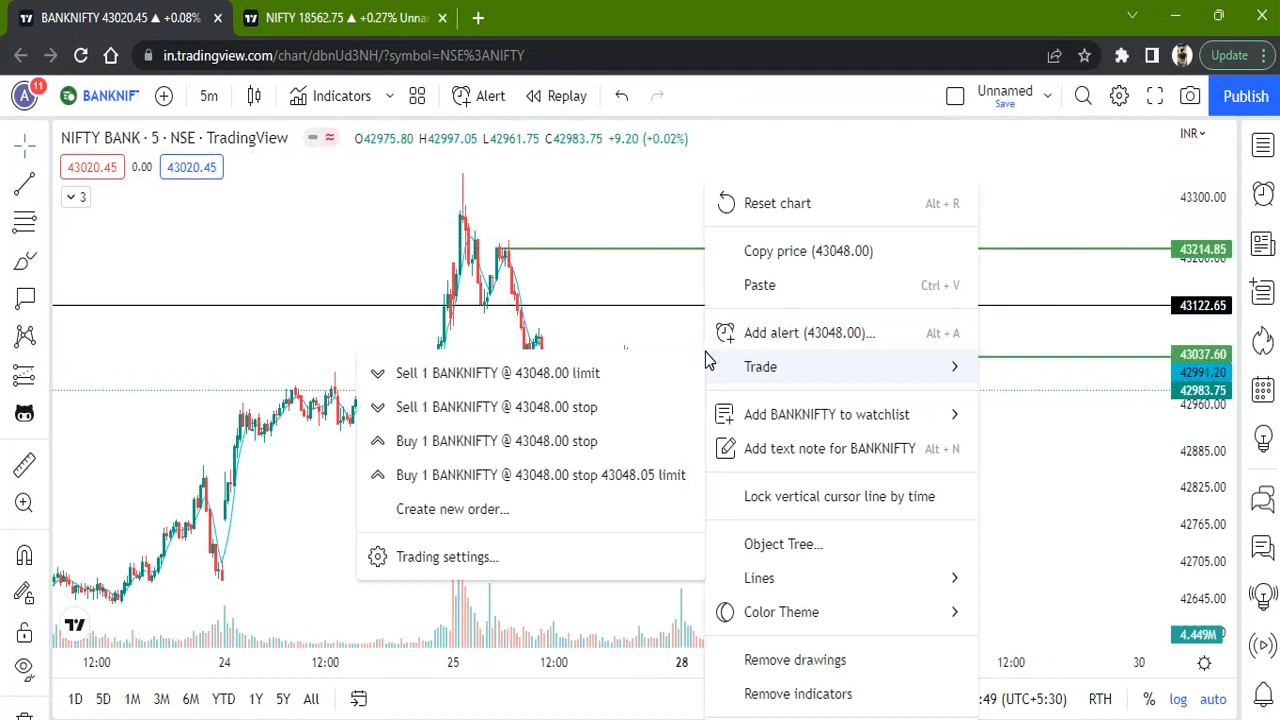 BANKNIFTY 43020.45 ▲ +0.08%
NIFTY 18562.75 ▲ +0.27% Unna
in.tradingview.com/chart/dbnUd3NH/?symbol=NSE%3ANIFTY
Update
A
11
BANKNIF
5m
Indicators
Alert
Replay
Unnamed
Save
Publish
NIFTY BANK · 5 · NSE · TradingView
O42975.80 H42997.05 L42961.75 C42983.75 +9.20 (+0.02%)
INR
43020.45
0.00
43020.45
3
Reset chart
Alt + R
Copy price (43048.00)
Paste
Ctrl + V
Add alert (43048.00)...
Alt + A
Trade
Add BANKNIFTY to watchlist
Add text note for BANKNIFTY
Alt + N
Lock vertical cursor line by time
Object Tree...
Lines
Color Theme
Remove drawings
Remove indicators
Sell 1 BANKNIFTY @ 43048.00 limit
Sell 1 BANKNIFTY @ 43048.00 stop
Buy 1 BANKNIFTY @ 43048.00 stop
Buy 1 BANKNIFTY @ 43048.00 stop 43048.05 limit
Create new order...
Trading settings...
43300.00
43214.85
43122.65
43037.60
42991.20
42983.75
42960.00
42885.00
42825.00
42765.00
42705.00
42645.00
4.449M
12:00
24
12:00
25
12:00
28
12:00
30
1D
5D
1M
3M
6M
YTD
1Y
5Y
All
:49 (UTC+5:30)
RTH
%
log
auto